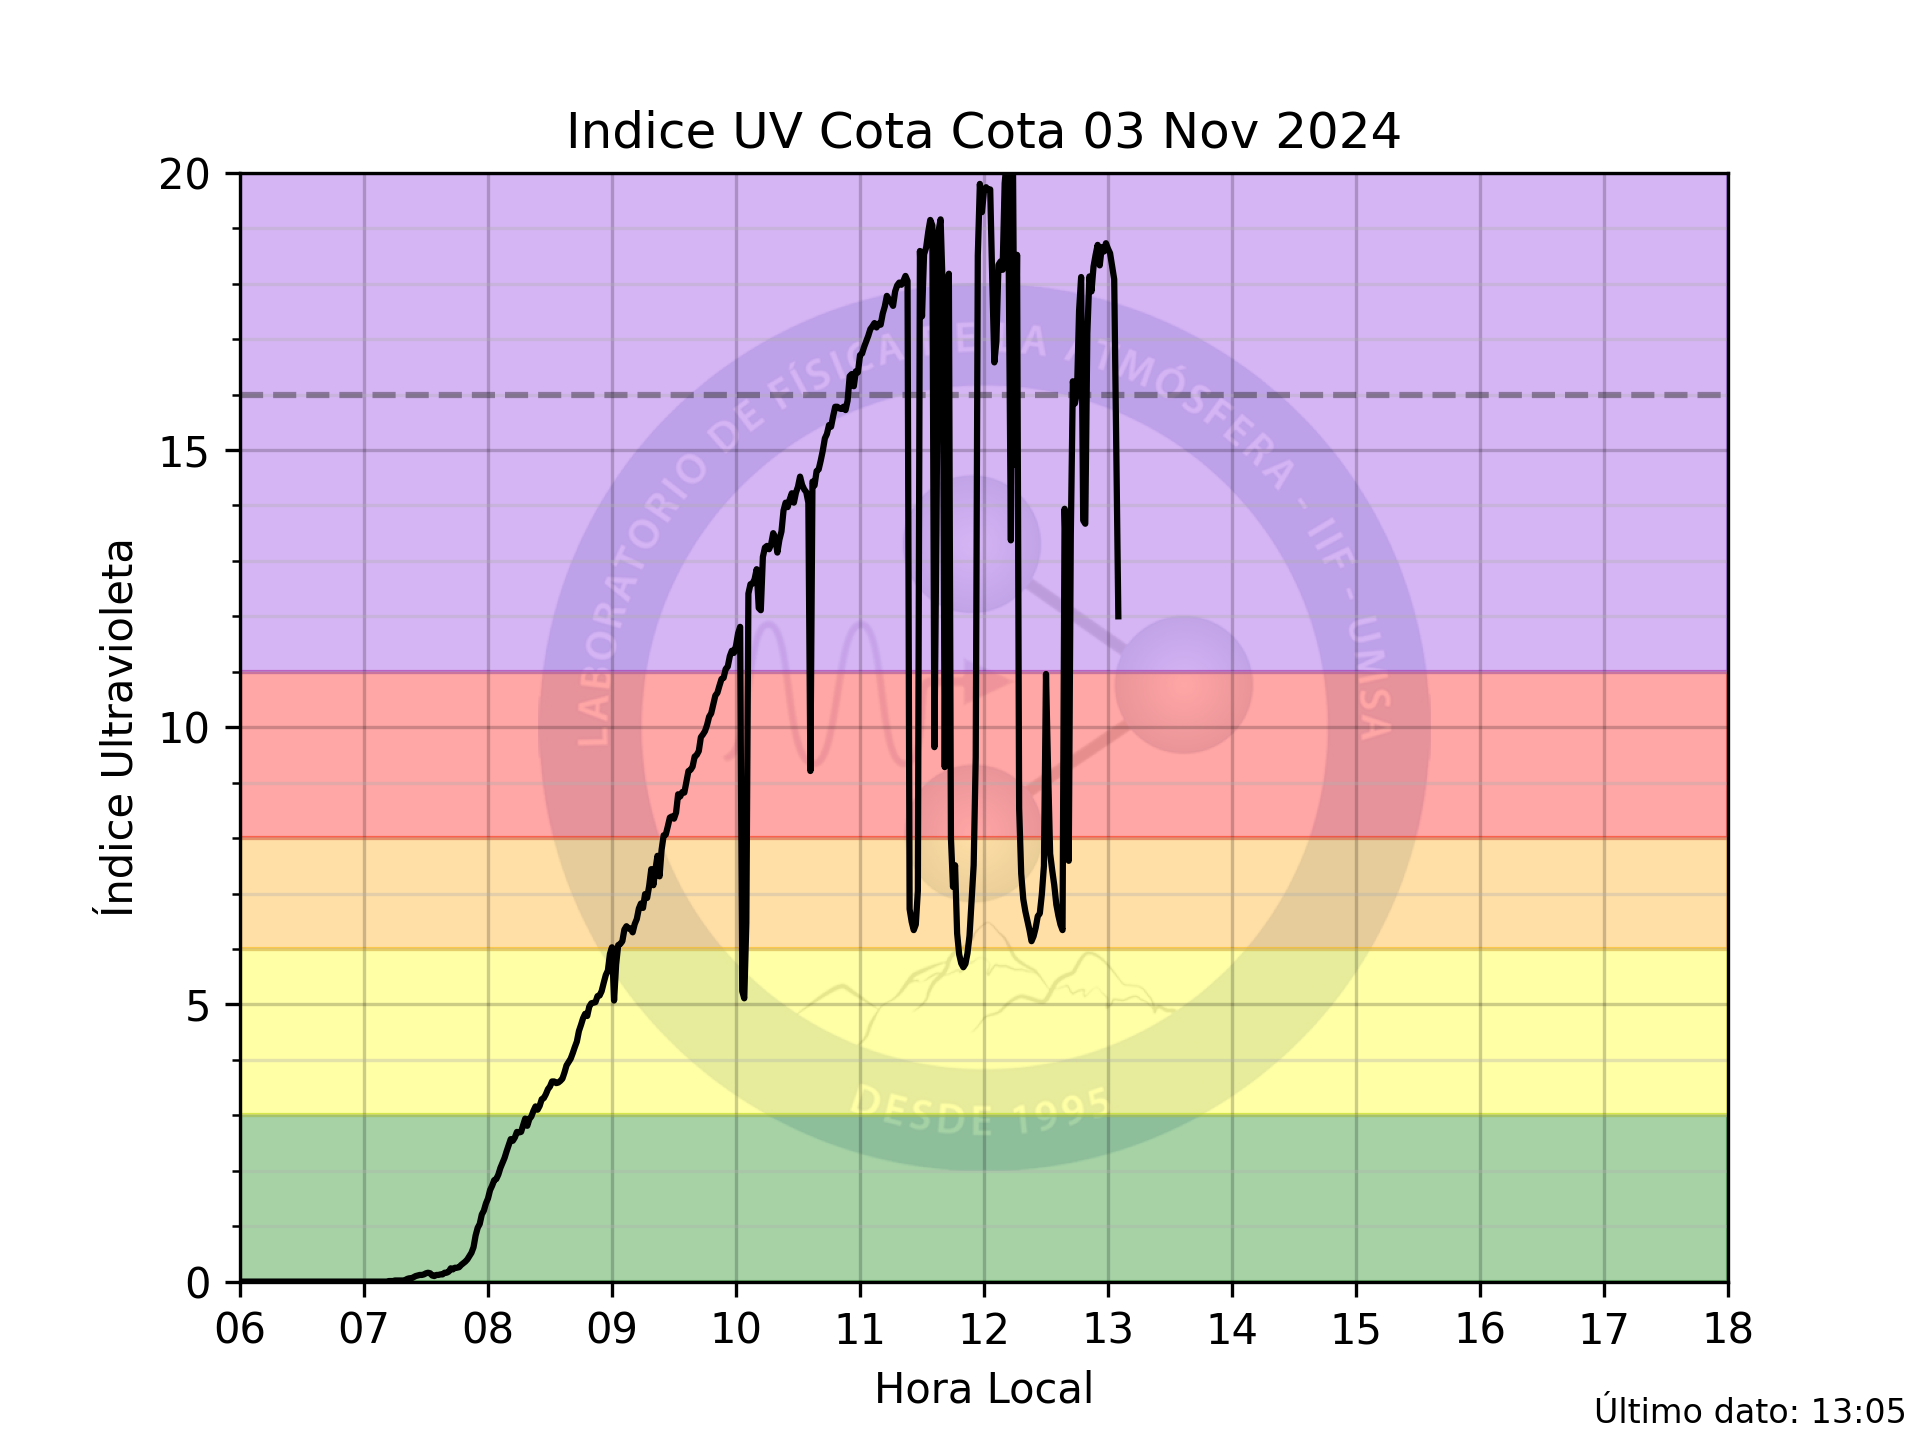 Indice UV Cota Cota 03 Nov 2024
20
15
10
5
0
Índice Ultravioleta
LABORATORIO DE FÍSICA DE LA ATMÓSFERA - IIF - UMSA
DESDE 1995
06 07 08 09 10 11 12 13 14 15 16 17 18
Hora Local
Último dato: 13:05